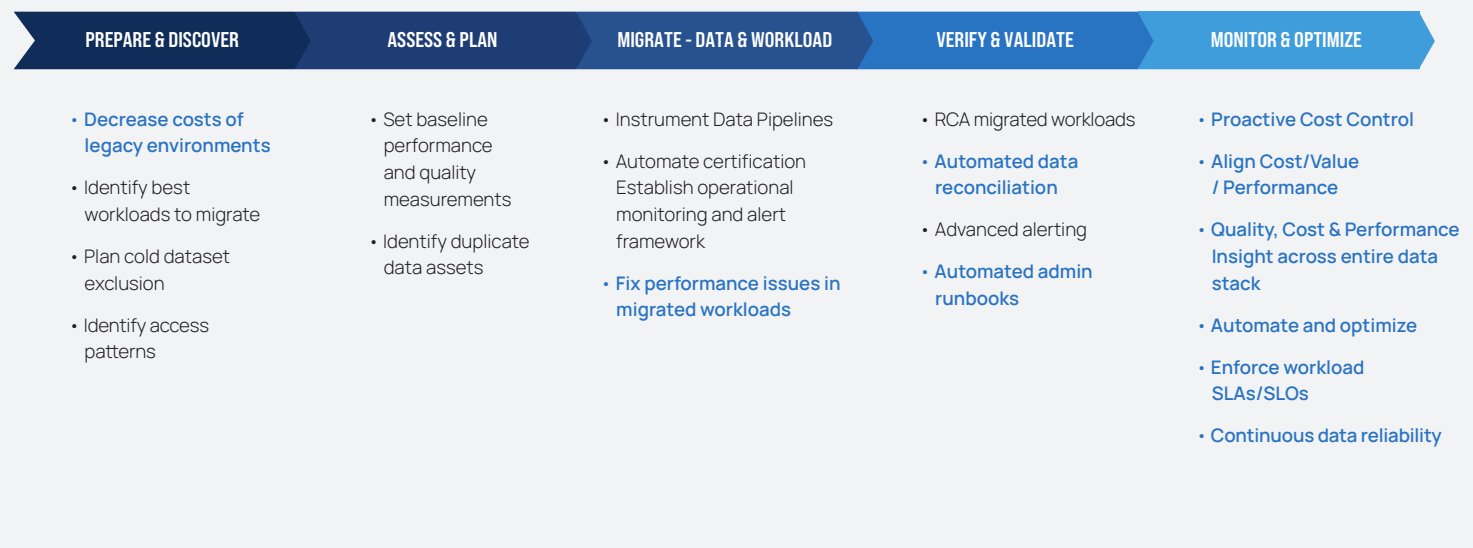 PREPARE & DISCOVER
ASSESS & PLAN
MIGRATE - DATA & WORKLOAD
VERIFY & VALIDATE
MONITOR & OPTIMIZE
• Decrease costs of
legacy environments
• Identify best
workloads to migrate
• Plan cold dataset
exclusion
• Identify access
patterns
• Set baseline
performance
and quality
measurements
• Identify duplicate
data assets
• Instrument Data Pipelines
• Automate certification
Establish operational
monitoring and alert
framework
• Fix performance issues in
migrated workloads
• RCA migrated workloads
• Automated data
reconciliation
• Advanced alerting
• Automated admin
runbooks
• Proactive Cost Control
• Align Cost/Value
/ Performance
• Quality, Cost & Performance
Insight across entire data
stack
• Automate and optimize
• Enforce workload
SLAs/SLOs
• Continuous data reliability